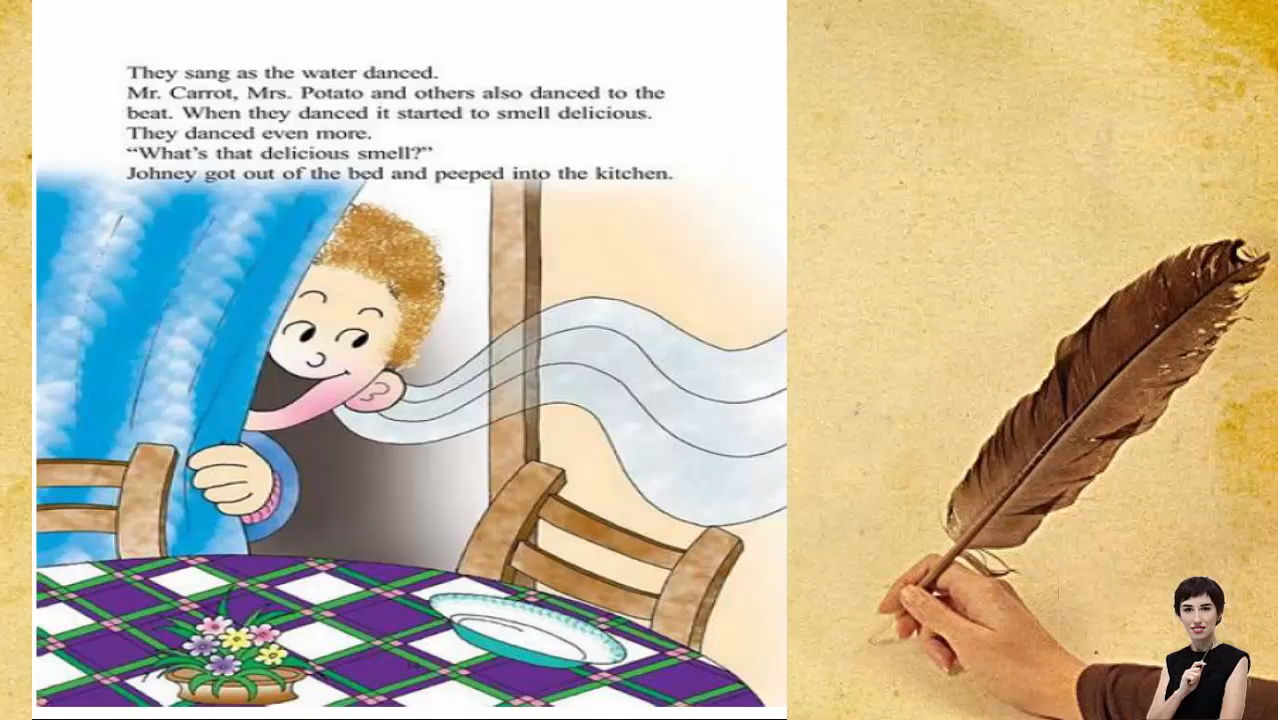 They sang as the water danced.
Mr. Carrot, Mrs. Potato and others also danced to the
beat. When they danced it started to smell delicious.
They danced even more.
“What’s that delicious smell?”
Johney got out of the bed and peeped into the kitchen.